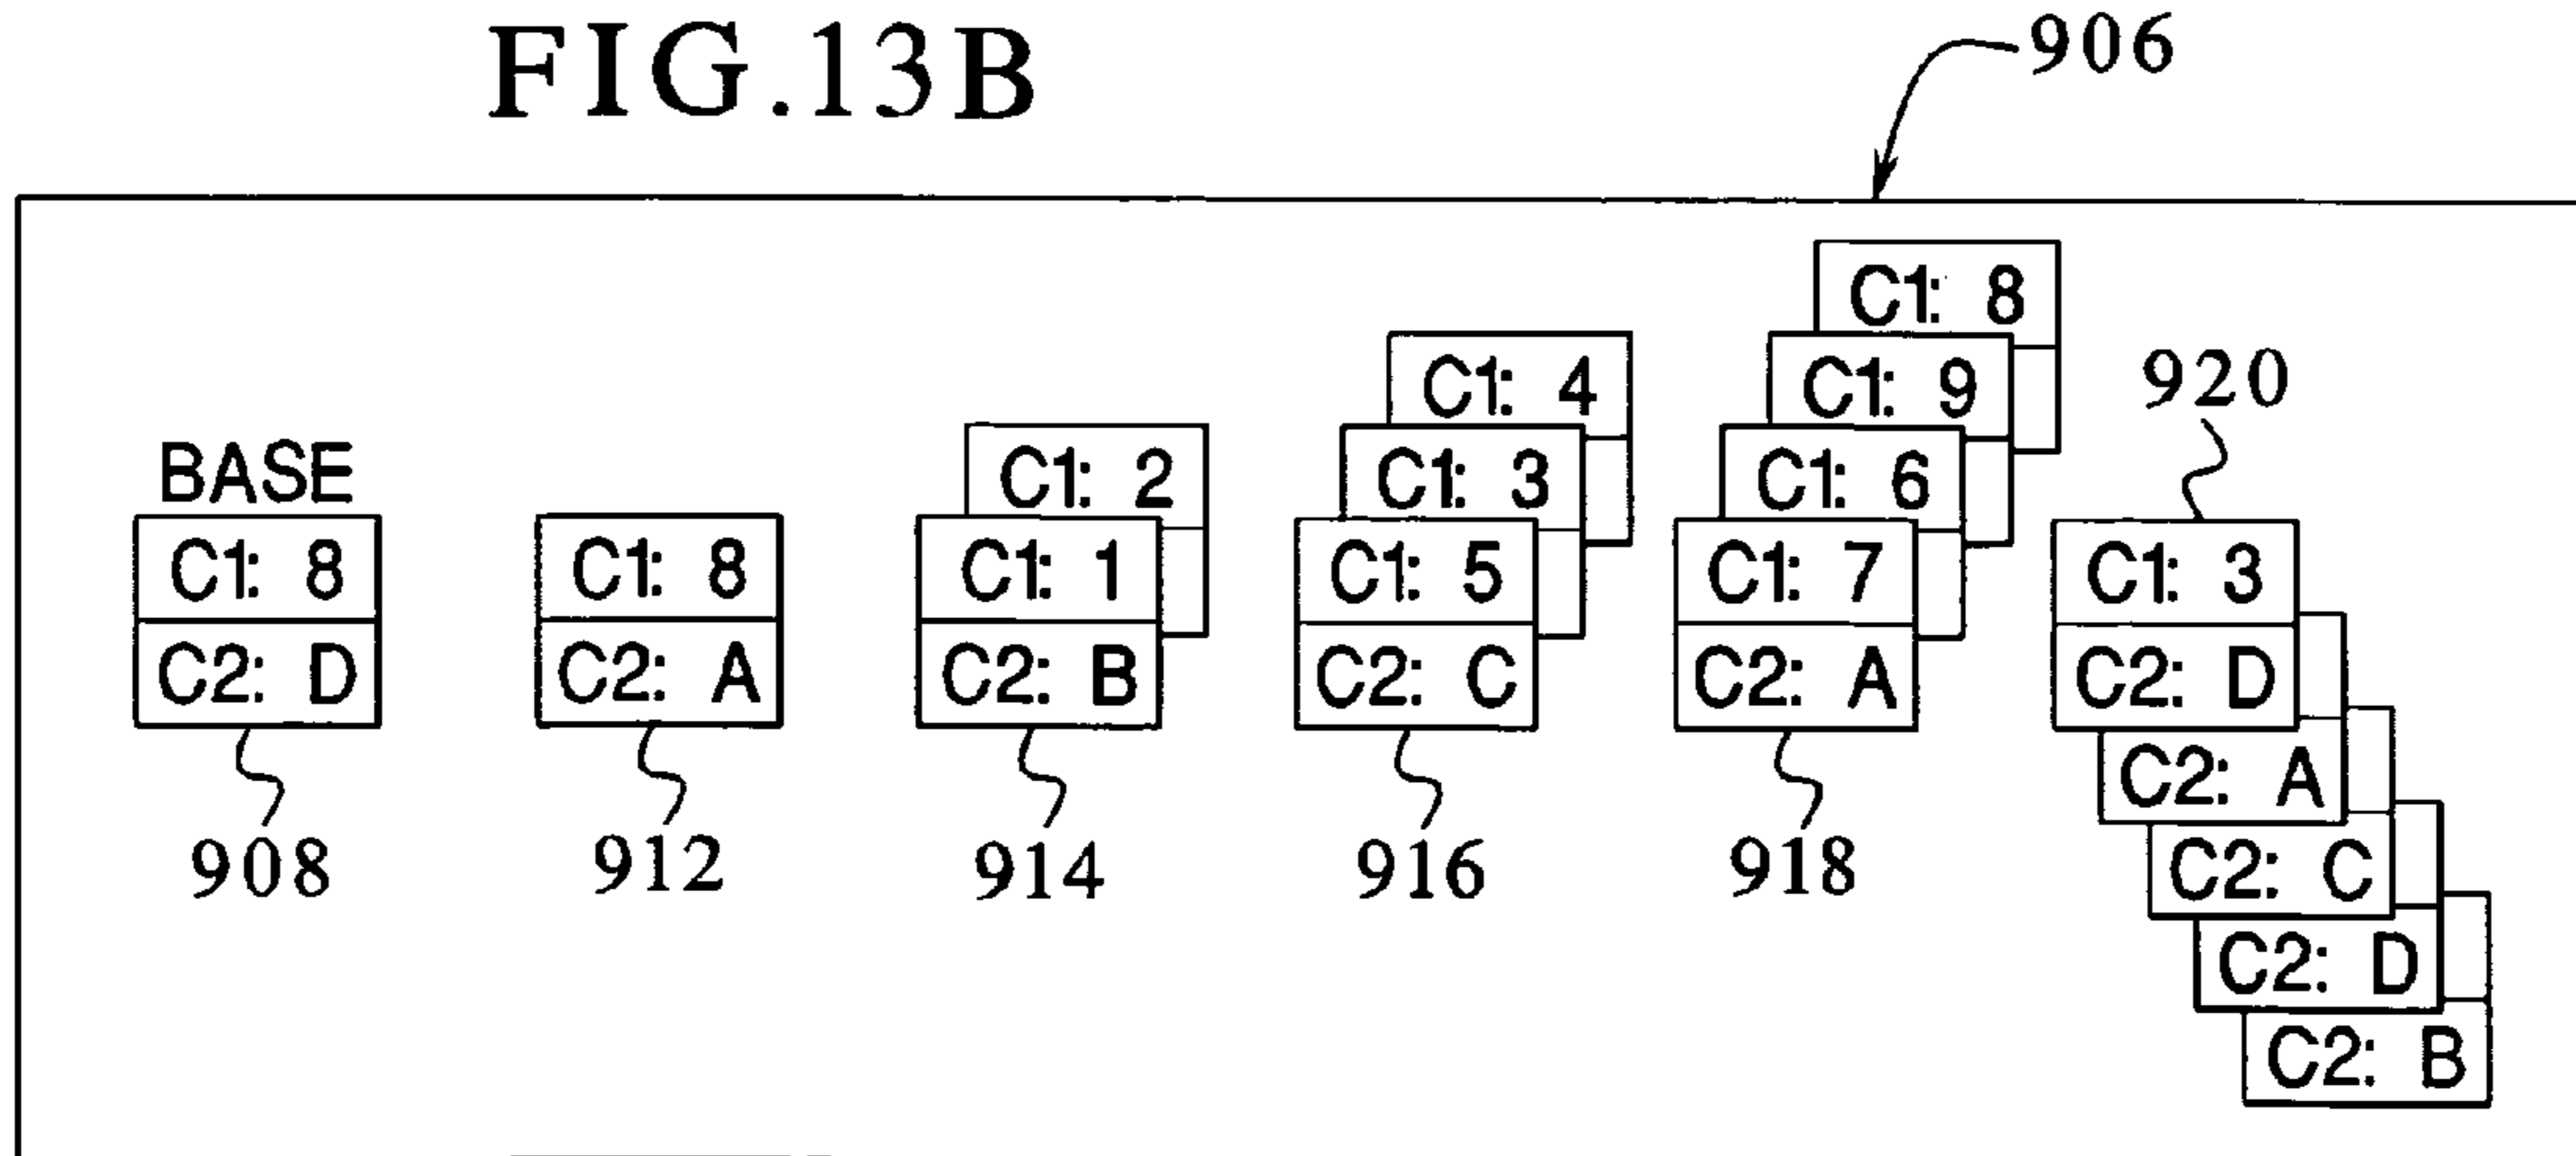 FIG.13B
906
BASE
C1: 8
C2: D
908
C1: 8
C2: A
912
C1: 2
C1: 1
C2: B
914
C1: 4
C1: 3
C1: 5
C2: C
916
C1: 8
C1: 9
C1: 6
C1: 7
C2: A
918
920
C1: 3
C2: D
C2: A
C2: C
C2: D
C2: B